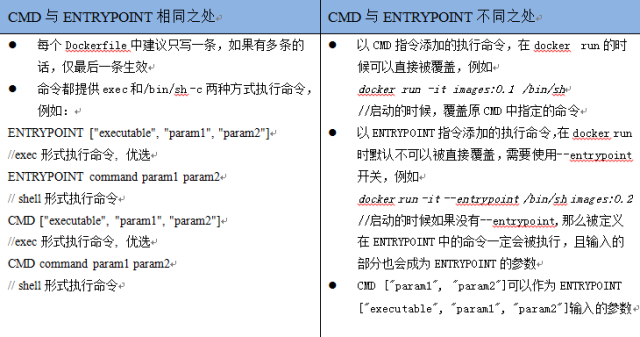 CMD 与 ENTRYPOINT 相同之处
每个 Dockerfile 中建议只写一条，如果有多条的
话，仅最后一条生效
命令都提供 exec 和/bin/sh -c 两种方式执行命令，
例如：
ENTRYPOINT ["executable", "param1", "param2"]
//exec 形式执行命令，优选
ENTRYPOINT command param1 param2
// shell 形式执行命令
CMD ["executable", "param1", "param2"]
//exec 形式执行命令，优选
CMD command param1 param2
// shell 形式执行命令
CMD 与 ENTRYPOINT 不同之处
以 CMD 指令添加的执行命令，在 docker run 的时
候可以直接被覆盖，例如
docker run -it images:0.1 /bin/sh
//启动的时候，覆盖原 CMD 中指定的命令
以 ENTRYPOINT 指令添加的执行命令，在 docker run
时默认不可以被直接覆盖，需要使用--entrypoint
开关，例如
docker run -it --entrypoint /bin/sh images:0.2
//启动的时候如果没有--entrypoint，那么被定义
在 ENTRYPOINT 中的命令一定会被执行，且输入的
部分也会成为 ENTRYPOINT 的参数
CMD ["param1", "param2"]可以作为 ENTRYPOINT
["executable", "param1", "param2"]输入的参数